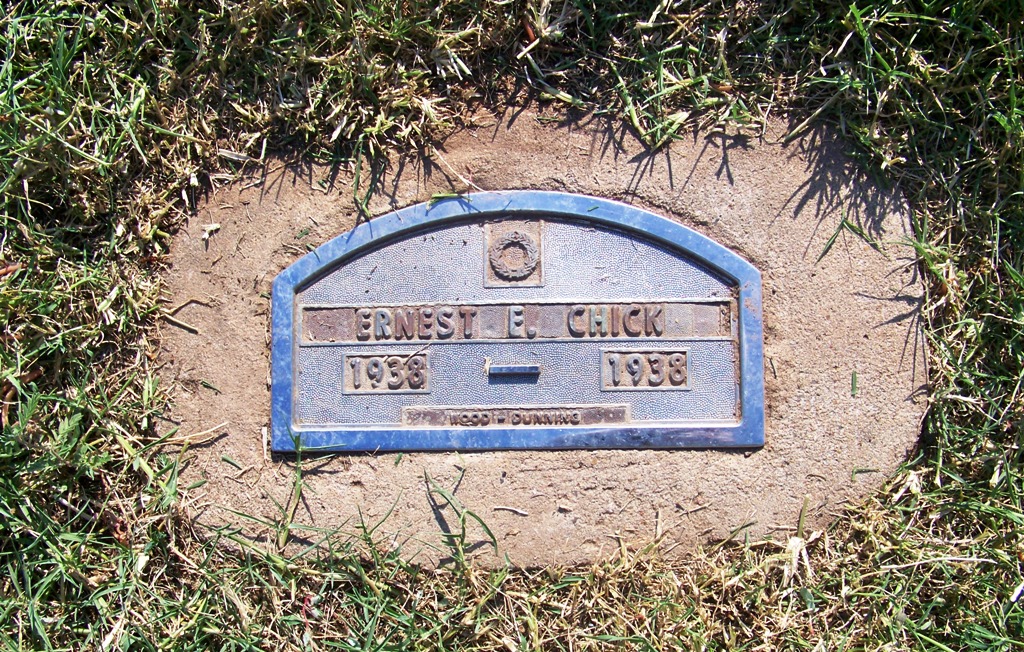 ERNEST E. CHICK
1938 - 1938
WOOD - DUNNING